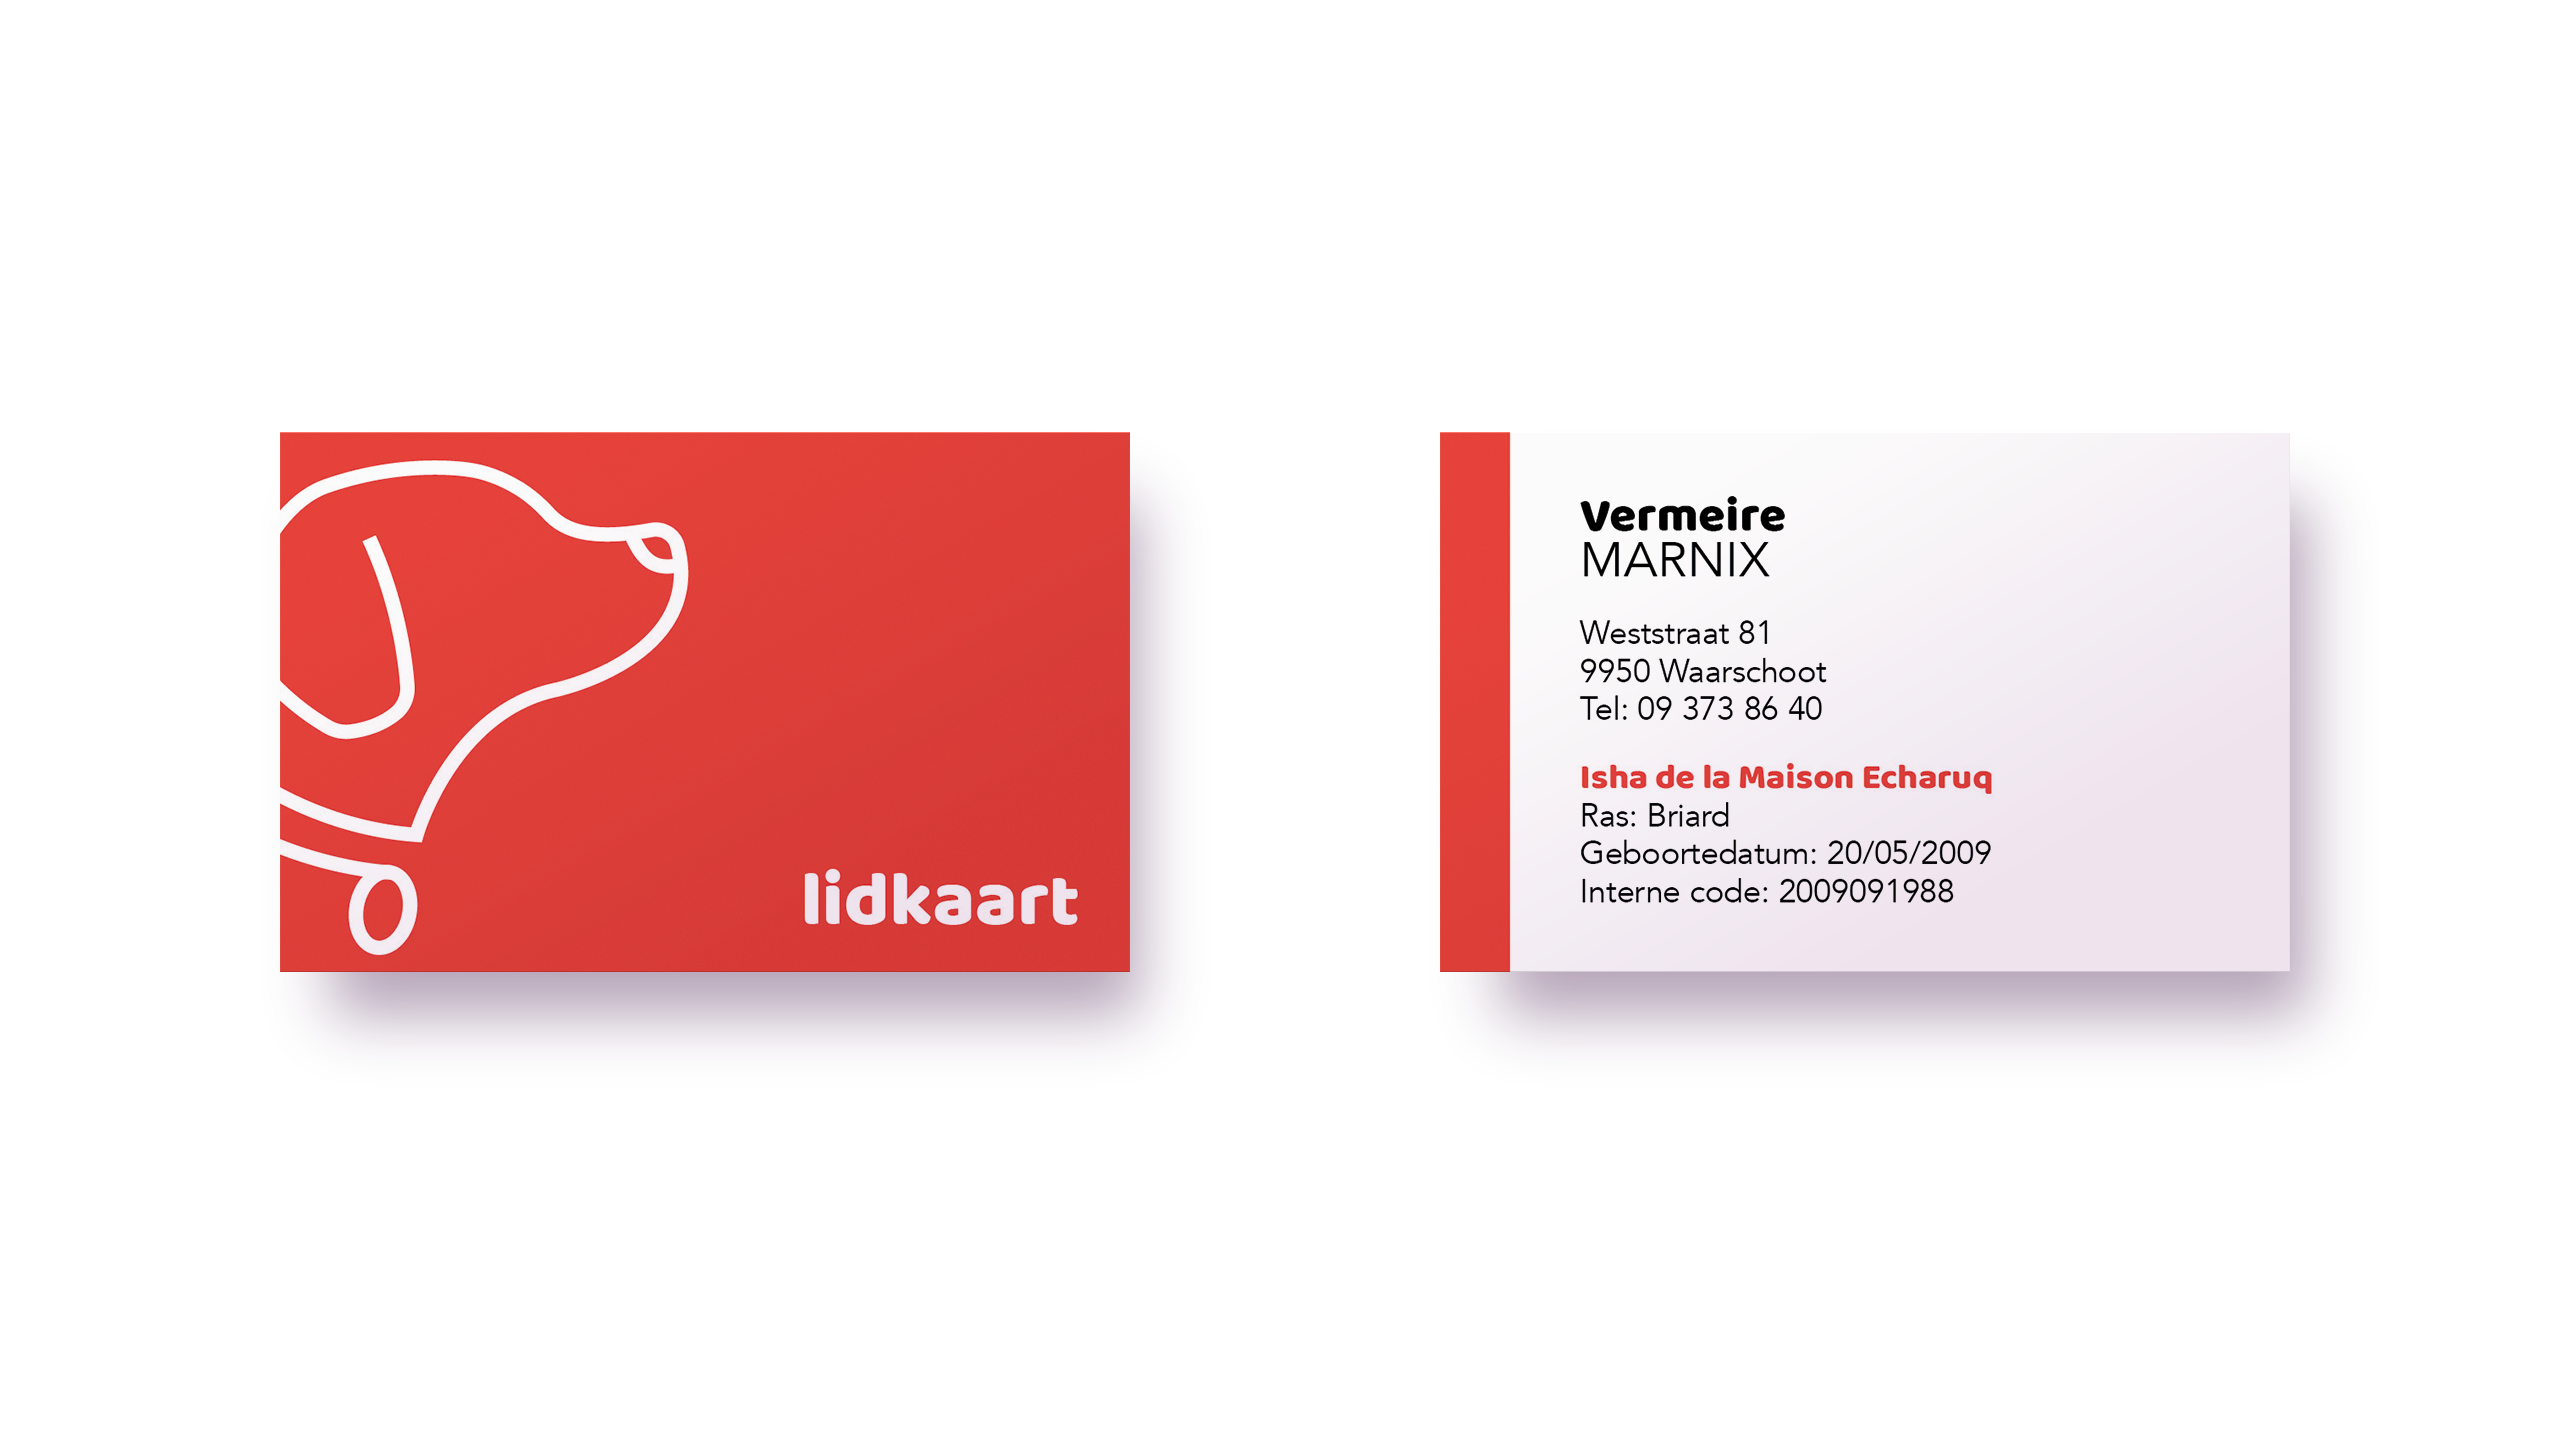 lidkaart
Vermeire
MARNIX
Weststraat 81
9950 Waarschoot
Tel: 09 373 86 40
Isha de la Maison Echaruq
Ras: Briard
Geboortedatum: 20/05/2009
Interne code: 2009091988